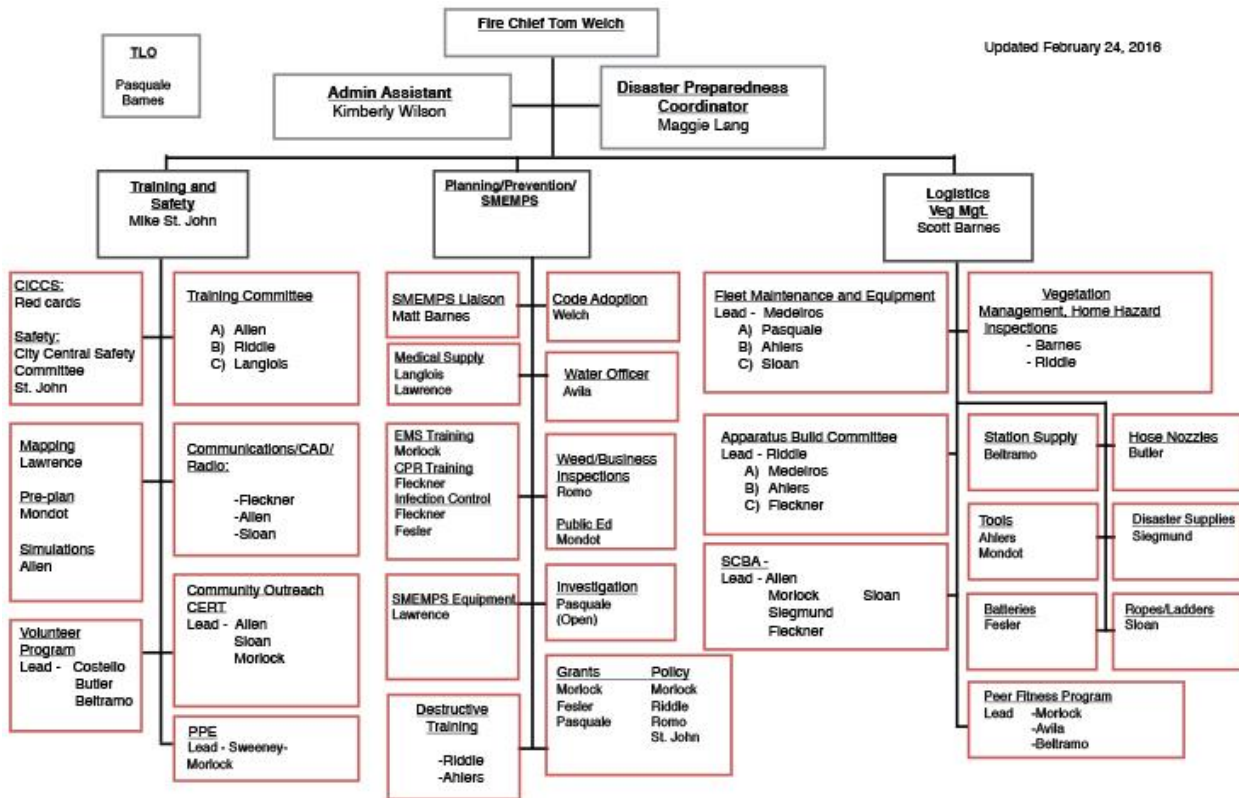 Fire Chief Tom Welch
Updated February 24, 2016
TLO
Pasquale
Barnes
Admin Assistant
Kimberly Wilson
Disaster Preparedness
Coordinator
Maggie Lang
Training and
Safety
Mike St. John
Planning/Prevention/
SMEMPS
Logistics
Veg Mgt.
Scott Barnes
CICCS:
Red cards
Safety:
City Central Safety
Committee
St. John
Training Committee
A) Allen
B) Riddle
C) Langlois
Mapping
Lawrence
Pre-plan
Mondot
Simulations
Allen
Communications/CAD/
Radio:
-Fleckner
-Allen
-Sloan
Volunteer
Program
Lead - Costello
Butler
Beltramo
Community Outreach
CERT
Lead - Allen
Sloan
Morlock
PPE
Lead - Sweeney-
Morlock
SMEMPS Liaison
Matt Barnes
Code Adoption
Welch
Medical Supply
Langlois
Lawrence
Water Officer
Avila
EMS Training
Morlock
CPR Training
Fleckner
Infection Control
Fleckner
Fesler
Weed/Business
Inspections
Romo
Public Ed
Mondot
SMEMPS Equipment
Lawrence
Investigation
Pasquale
(Open)
Destructive
Training
-Riddle
-Ahlers
Grants Policy
Morlock Morlock
Fesler Riddle
Pasquale Romo
St. John
Fleet Maintenance and Equipment
Lead - Medeiros
A) Pasquale
B) Ahlers
C) Sloan
Vegetation
Management, Home Hazard
Inspections
- Barnes
- Riddle
Apparatus Build Committee
Lead - Riddle
A) Medeiros
B) Ahlers
C) Fleckner
Station Supply
Beltramo
Hose Nozzles
Butler
Tools
Ahlers
Mondot
Disaster Supplies
Siegmund
SCBA -
Lead - Allen
Morlock Sloan
Siegmund
Fleckner
Batteries
Fesler
Ropes/Ladders
Sloan
Peer Fitness Program
Lead -Morlock
-Avila
-Beltramo